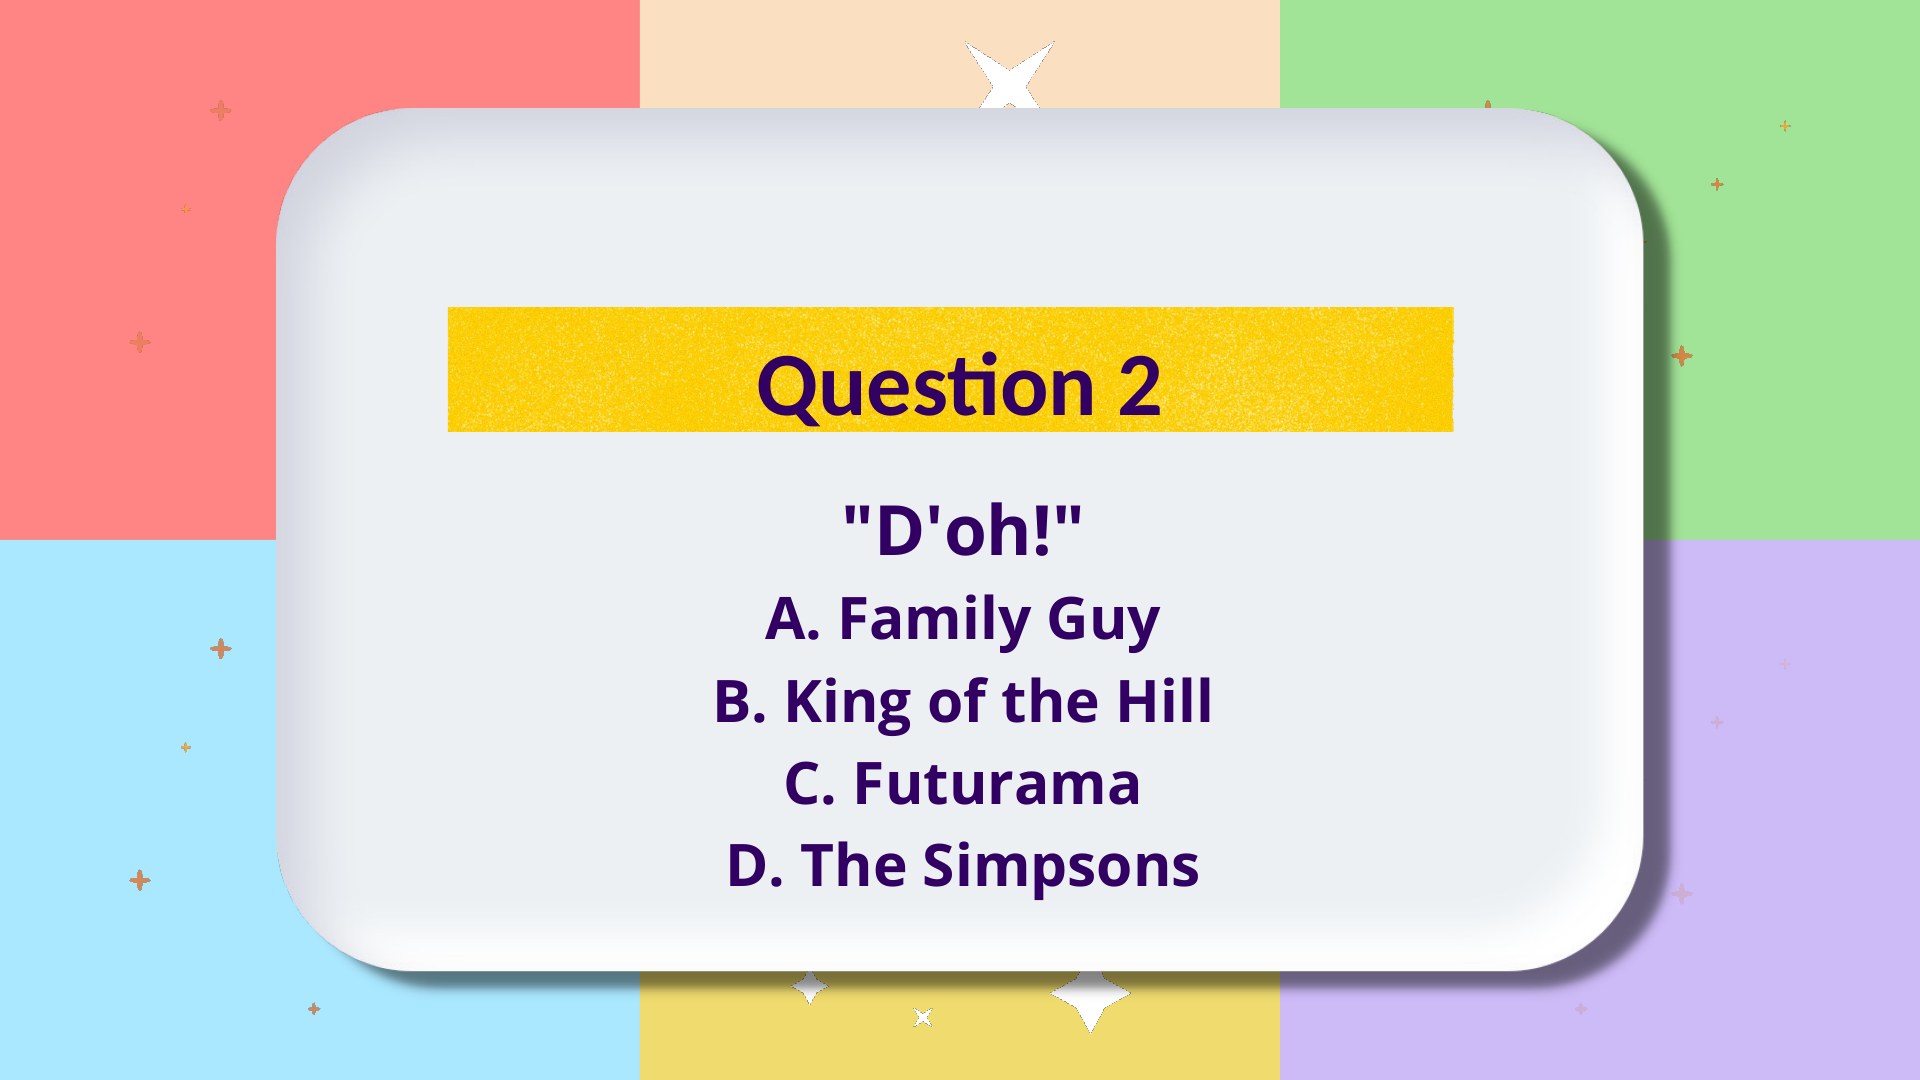 Question 2
"D'oh!"
A. Family Guy
B. King of the Hill
C. Futurama
D. The Simpsons